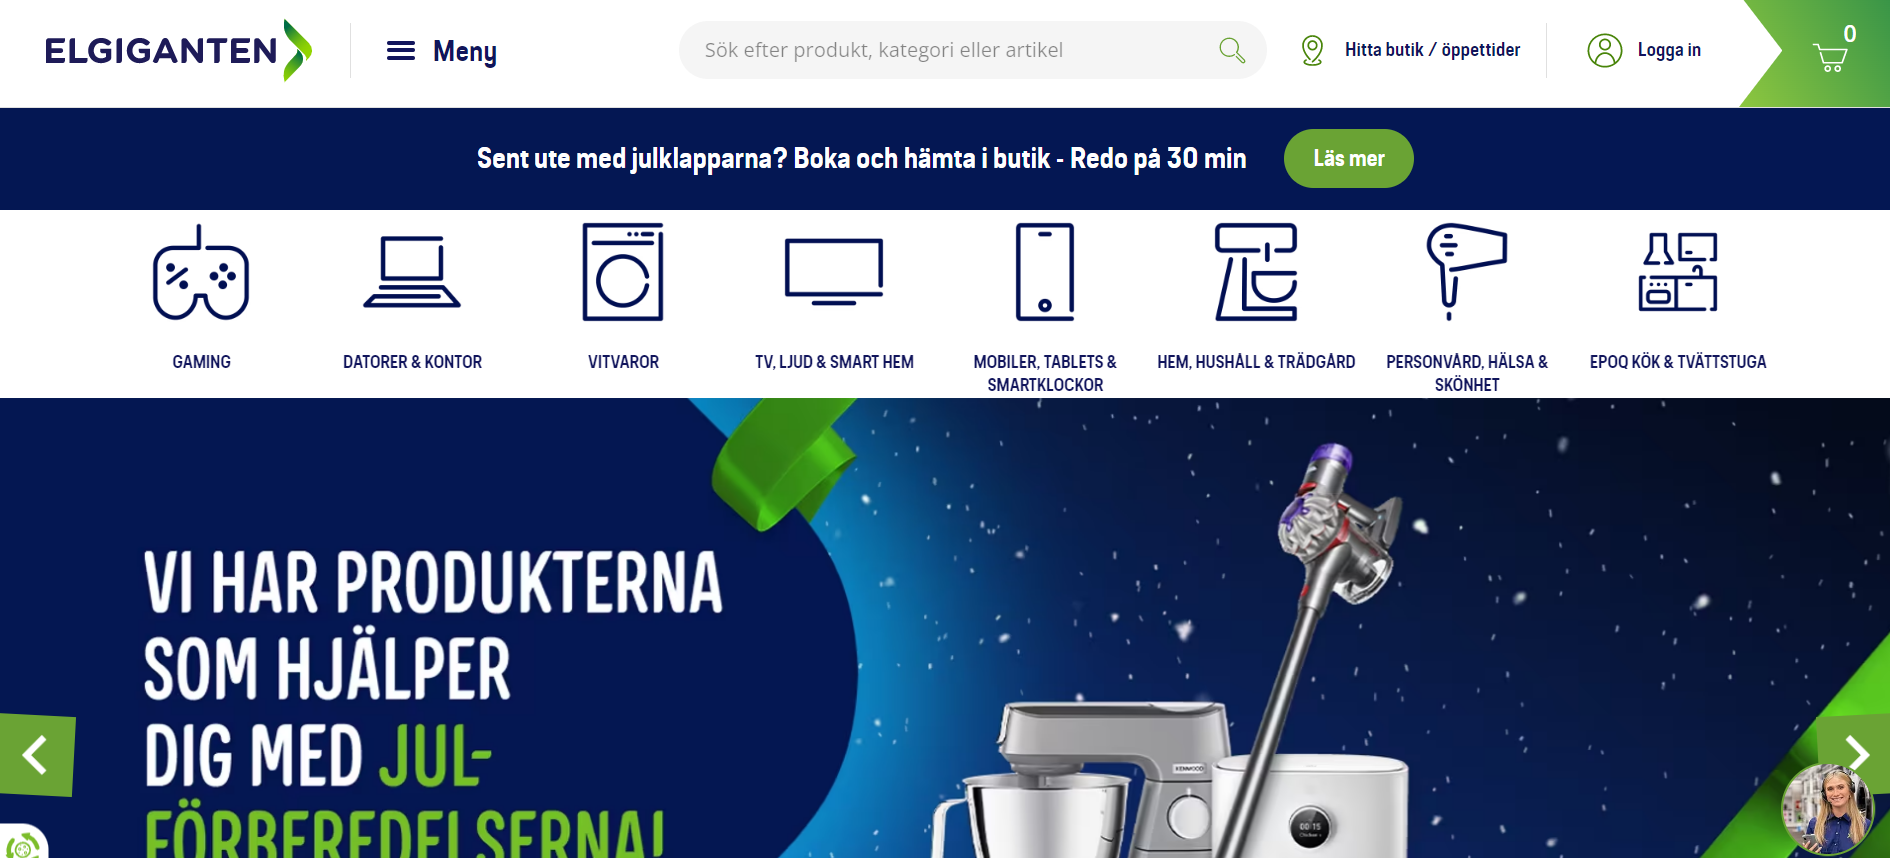 ELGIGANTEN
Meny
Sök efter produkt, kategori eller artikel
Hitta butik / öppettider
Logga in
0
Sent ute med julklapparna? Boka och hämta i butik - Redo på 30 min
Läs mer
GAMING
DATORER & KONTOR
VITVAROR
TV, LJUD & SMART HEM
MOBILER, TABLETS &
SMARTKLOCKOR
HEM, HUSHÅLL & TRÄDGÅRD
PERSONVÅRD, HÄLSA &
SKÖNHET
EPOQ KÖK & TVÄTTSTUGA
VI HAR PRODUKTERNA
SOM HJÄLPER
DIG MED JUL-
FÖRBEREDELSERNA!
KENWOOD
00:15